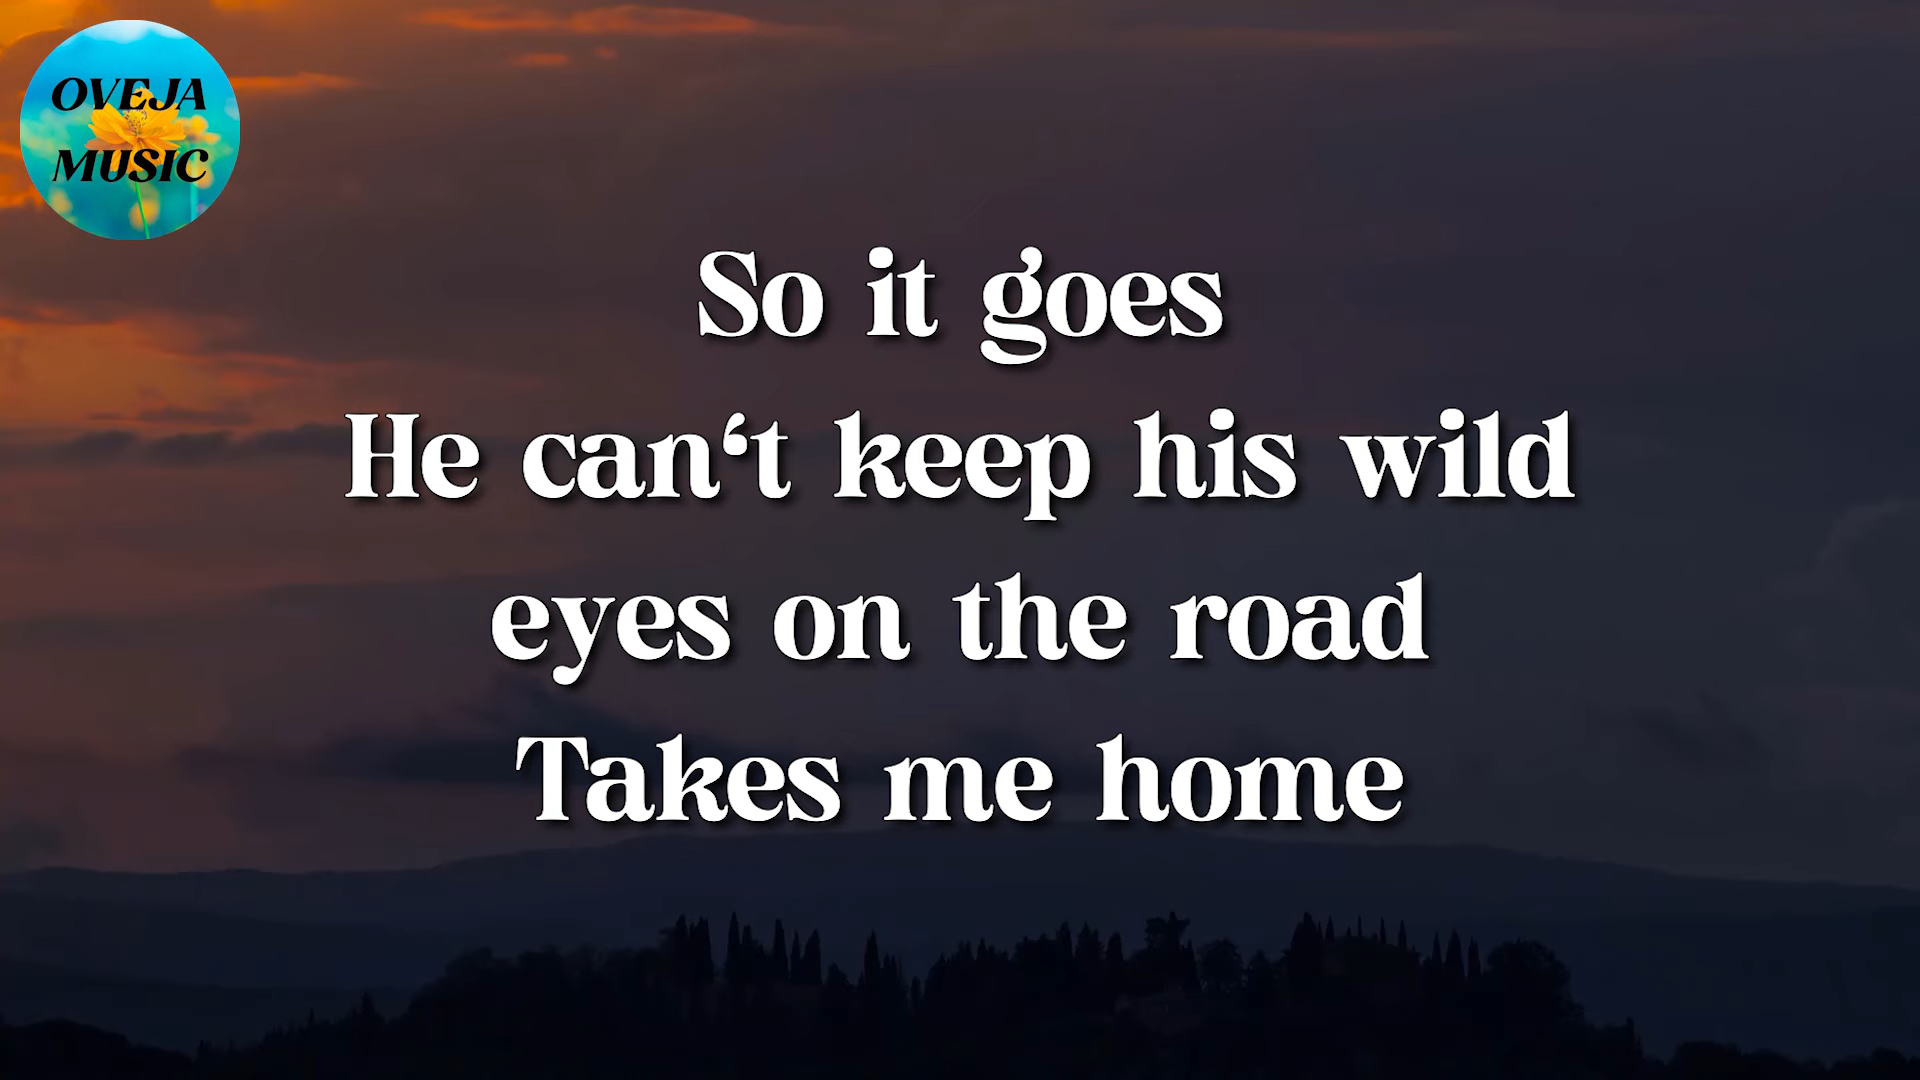 OVEJA
MUSIC
So it goes
He can‘t keep his wild
eyes on the road
Takes me home